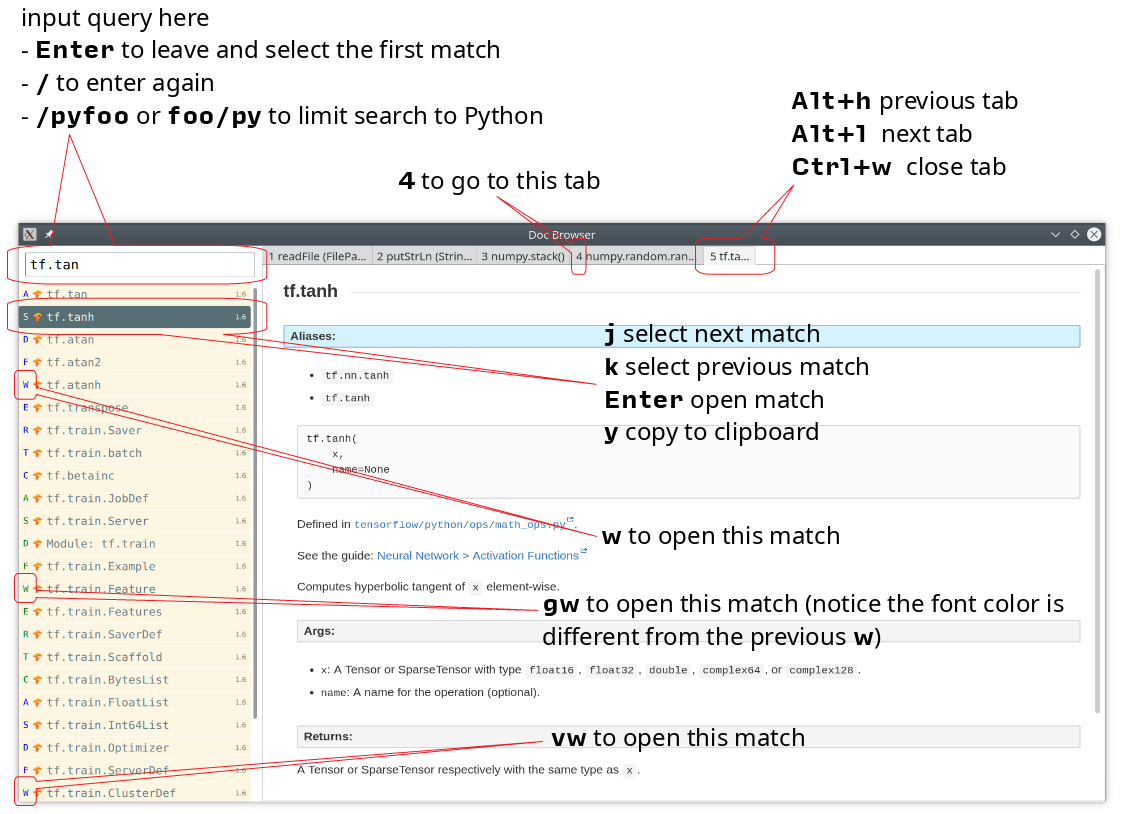 input query here
- Enter to leave and select the first match
- / to enter again
- /pyfoo or foo/py to limit search to Python
Alt+h previous tab
Alt+l next tab
Ctrl+w close tab
4 to go to this tab
Doc Browser
tf.tan
1 readFile (FilePa... 2 putStrLn (Strin... 3 numpy.stack() 4 numpy.random.ran... 5 tf.ta...
A tf.tan 1.6
S tf.tanh 1.6
D tf.atan 1.6
F tf.atan2 1.6
W tf.atanh 1.6
E tf.transpose 1.6
R tf.train.Saver 1.6
T tf.train.batch 1.6
C tf.betainc 1.6
A tf.train.JobDef 1.6
S tf.train.Server 1.6
D Module: tf.train 1.6
F tf.train.Example 1.6
W tf.train.Feature 1.6
E tf.train.Features 1.6
R tf.train.SaverDef 1.6
T tf.train.Scaffold 1.6
C tf.train.BytesList 1.6
A tf.train.FloatList 1.6
S tf.train.Int64List 1.6
D tf.train.Optimizer 1.6
F tf.train.ServerDef 1.6
W tf.train.ClusterDef 1.6
tf.tanh
Aliases:
• tf.nn.tanh
• tf.tanh
j select next match
k select previous match
Enter open match
y copy to clipboard
tf.tanh(
x,
name=None
)
Defined in tensorflow/python/ops/math_ops.py.
w to open this match
See the guide: Neural Network > Activation Functions
Computes hyperbolic tangent of x element-wise.
gw to open this match (notice the font color is
different from the previous w)
Args:
• x: A Tensor or SparseTensor with type float16, float32, double, complex64, or complex128.
• name: A name for the operation (optional).
Returns:
vw to open this match
A Tensor or SparseTensor respectively with the same type as x.